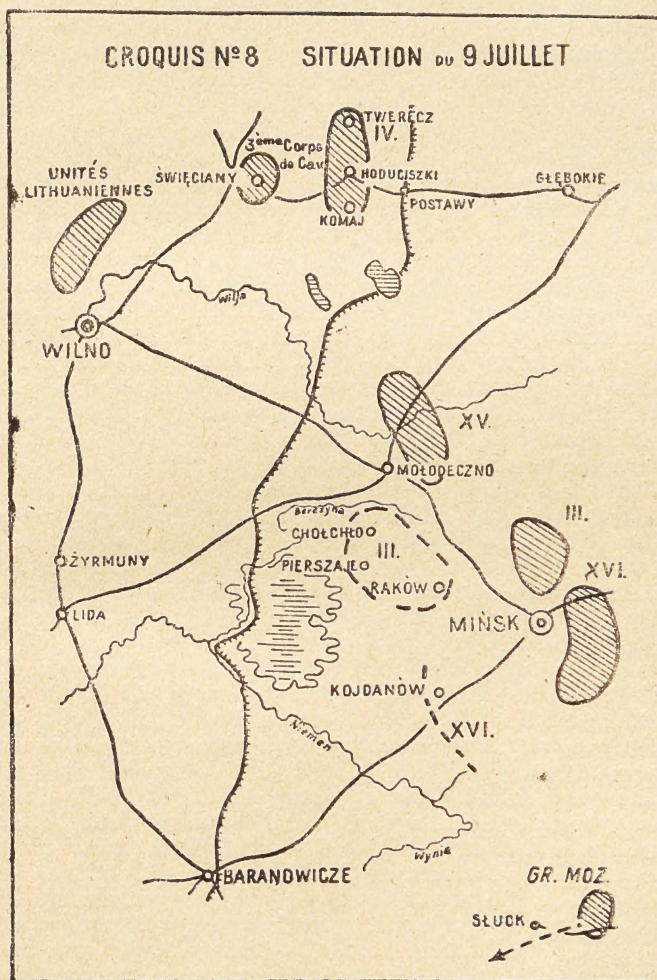 CROQUIS Nº 8 SITUATION DU 9 JUILLET
TWERECZ
IV.
3ème Corps
de Cav.
UNITÉS
LITHUANIENNES
ŚWIĘCIANY
HODUCISZKI
GŁĘBOKIE
POSTAWY
KOMAJ
Wilja
WILNO
XV.
MOŁODECZNO
Berezyna
CHOŁCHŁO
III.
III.
PIERSZAJE
ŻYRMUNY
RAKÓW
XVI.
LIDA
MIŃSK
KOJDANÓW
XVI.
Niemen
Wynia
BARANOWICZE
GR. MOZ.
SŁUCK